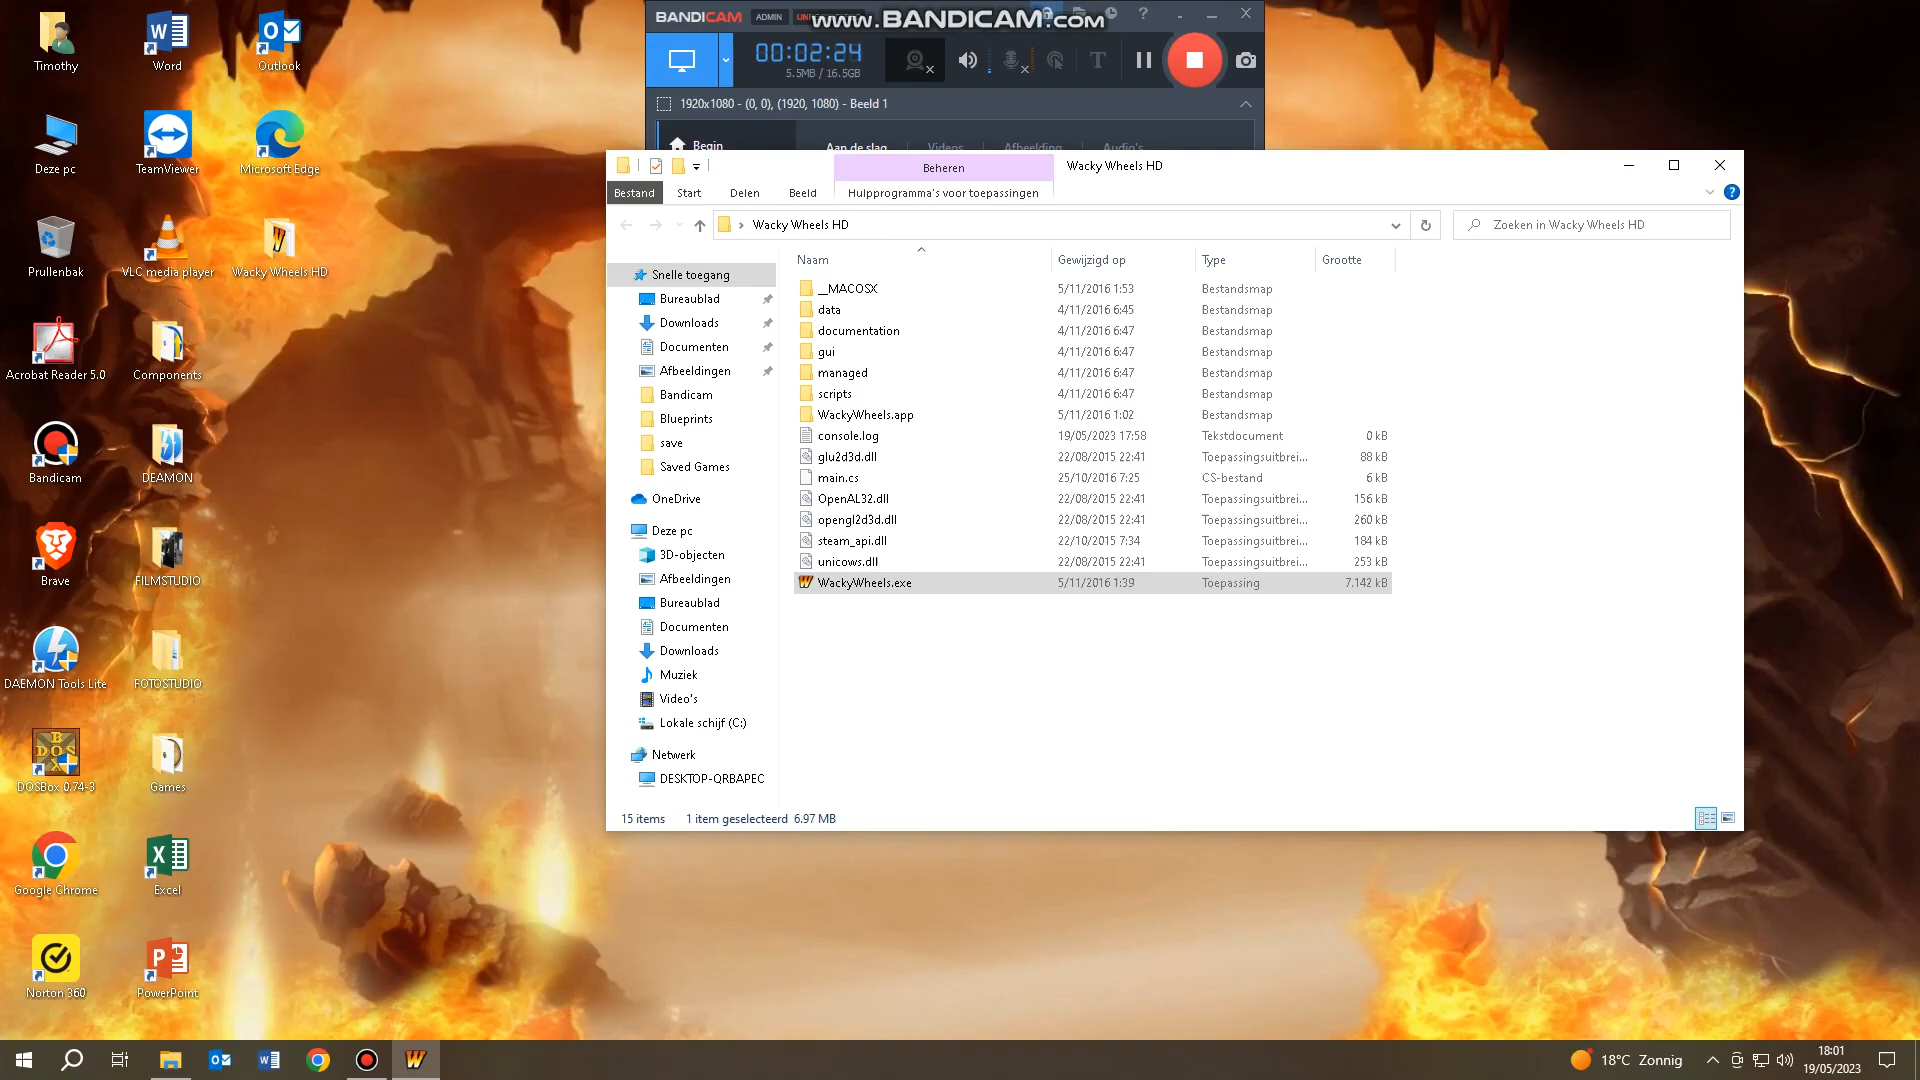 Timothy
Word
Outlook
Deze pc
TeamViewer
Microsoft Edge
Prullenbak
VLC media player
Wacky Wheels HD
Acrobat Reader 5.0
Components
Bandicam
DEAMON
Brave
FILMSTUDIO
DAEMON Tools Lite
FOTOSTUDIO
DOSBox 0.74-3
Games
Google Chrome
Excel
Norton 360
PowerPoint
BANDICAM ADMIN
www.BANDICAM.com
00:02:24
5.5MB / 16.5GB
1920x1080 - (0, 0), (1920, 1080) - Beeld 1
Begin
Aan de slag Videos Afbeelding Audio's
Beheren
Wacky Wheels HD
Bestand Start Delen Beeld Hulpprogramma's voor toepassingen
Wacky Wheels HD
Zoeken in Wacky Wheels HD
Snelle toegang
Bureaublad
Downloads
Documenten
Afbeeldingen
Bandicam
Blueprints
save
Saved Games
OneDrive
Deze pc
3D-objecten
Afbeeldingen
Bureaublad
Documenten
Downloads
Muziek
Video's
Lokale schijf (C:)
Netwerk
DESKTOP-QRBAPEC
Naam Gewijzigd op Type Grootte
__MACOSX 5/11/2016 1:53 Bestandsmap
data 4/11/2016 6:45 Bestandsmap
documentation 4/11/2016 6:47 Bestandsmap
gui 4/11/2016 6:47 Bestandsmap
managed 4/11/2016 6:47 Bestandsmap
scripts 4/11/2016 6:47 Bestandsmap
WackyWheels.app 5/11/2016 1:02 Bestandsmap
console.log 19/05/2023 17:58 Tekstdocument 0 kB
glu2d3d.dll 22/08/2015 22:41 Toepassingsuitbrei... 88 kB
main.cs 25/10/2016 7:25 CS-bestand 6 kB
OpenAL32.dll 22/08/2015 22:41 Toepassingsuitbrei... 156 kB
opengl2d3d.dll 22/08/2015 22:41 Toepassingsuitbrei... 260 kB
steam_api.dll 22/10/2015 7:34 Toepassingsuitbrei... 184 kB
unicows.dll 22/08/2015 22:41 Toepassingsuitbrei... 253 kB
WackyWheels.exe 5/11/2016 1:39 Toepassing 7.142 kB
15 items 1 item geselecteerd 6.97 MB
18°C Zonnig
18:01
19/05/2023